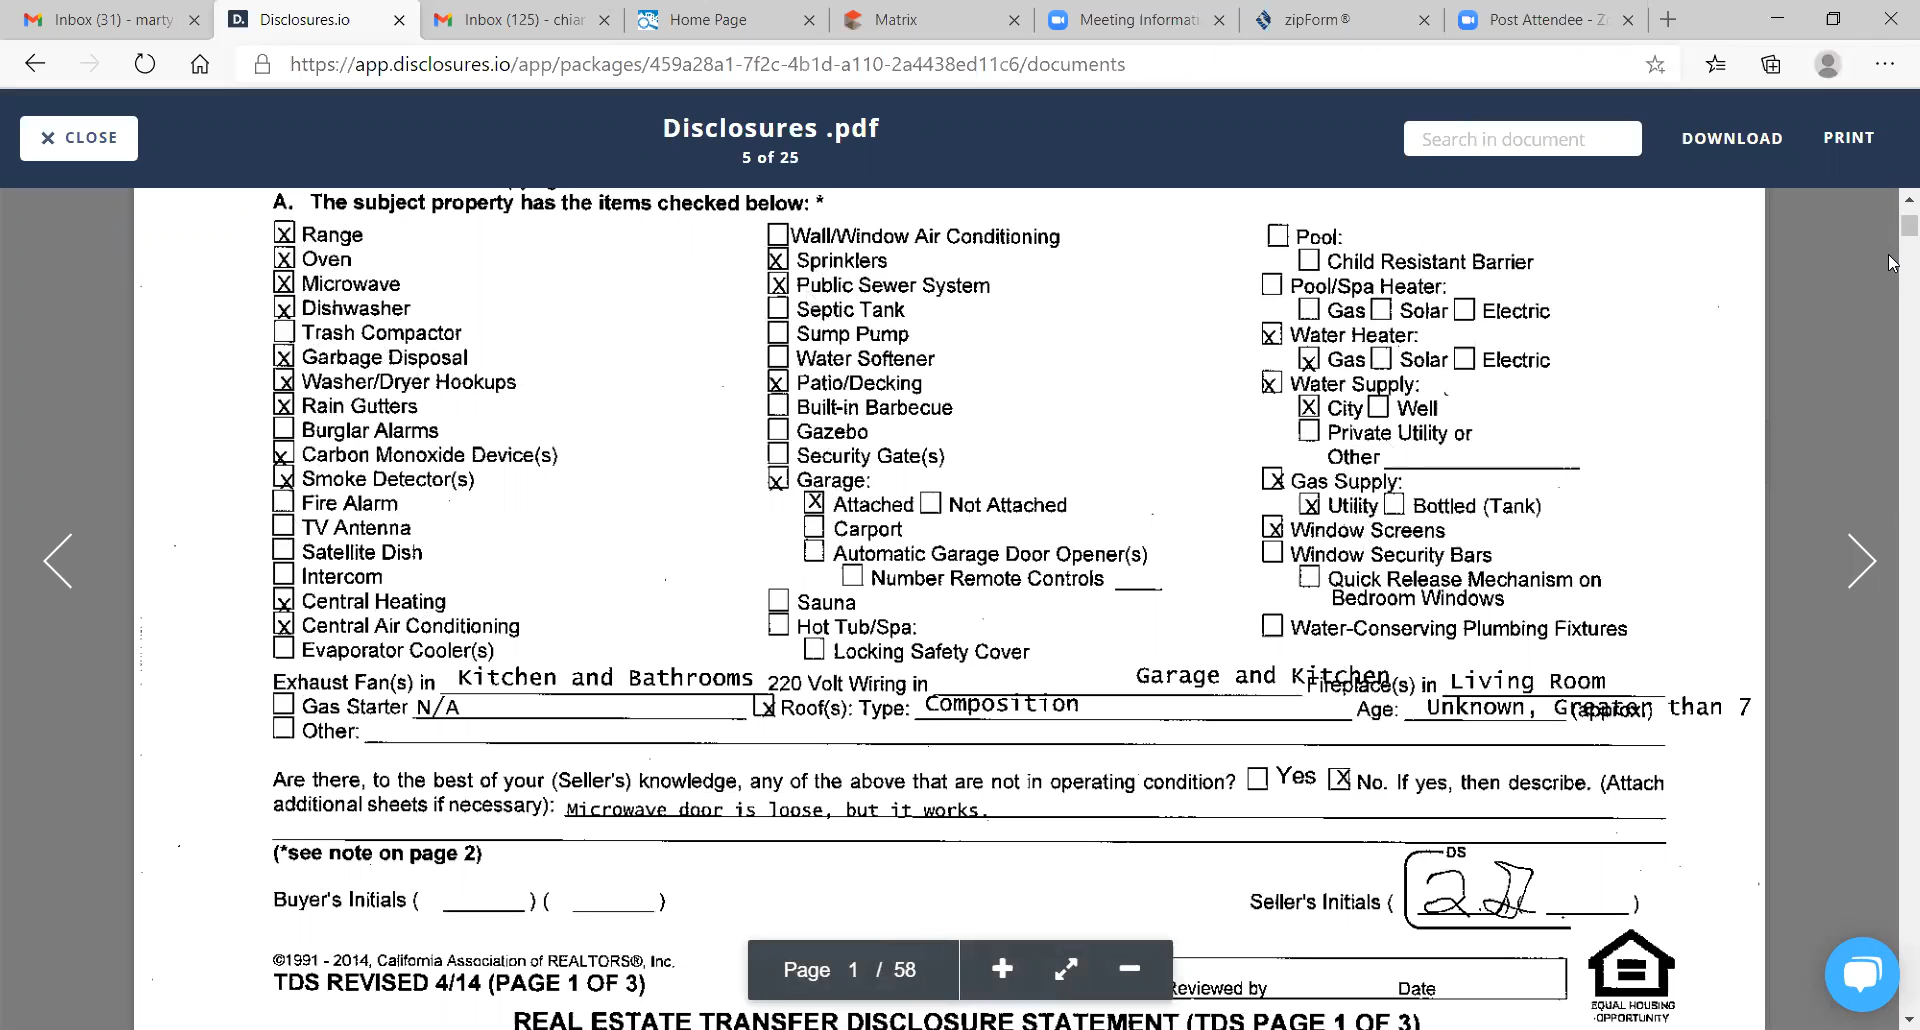 Inbox (31) - marty
Disclosures.io
Inbox (125) - chiar
Home Page
Matrix
Meeting Informati
zipForm®
Post Attendee - Zo
https://app.disclosures.io/app/packages/459a28a1-7f2c-4b1d-a110-2a4438ed11c6/documents
CLOSE
Disclosures .pdf
5 of 25
Search in document
DOWNLOAD
PRINT
A. The subject property has the items checked below: *
X Range
X Oven
X Microwave
X Dishwasher
Trash Compactor
X Garbage Disposal
X Washer/Dryer Hookups
X Rain Gutters
Burglar Alarms
X Carbon Monoxide Device(s)
X Smoke Detector(s)
Fire Alarm
TV Antenna
Satellite Dish
Intercom
X Central Heating
X Central Air Conditioning
Evaporator Cooler(s)
Wall/Window Air Conditioning
X Sprinklers
X Public Sewer System
Septic Tank
Sump Pump
Water Softener
X Patio/Decking
Built-in Barbecue
Gazebo
Security Gate(s)
X Garage:
X Attached Not Attached
Carport
Automatic Garage Door Opener(s)
Number Remote Controls
Sauna
Hot Tub/Spa:
Locking Safety Cover
Pool:
Child Resistant Barrier
Pool/Spa Heater:
Gas Solar Electric
X Water Heater:
X Gas Solar Electric
X Water Supply:
X City Well
Private Utility or
Other
X Gas Supply:
X Utility Bottled (Tank)
X Window Screens
Window Security Bars
Quick Release Mechanism on
Bedroom Windows
Water-Conserving Plumbing Fixtures
Exhaust Fan(s) in Kitchen and Bathrooms 220 Volt Wiring in Garage and Kitchen Fireplace(s) in Living Room
Gas Starter N/A X Roof(s): Type: Composition Age: Unknown, Greater than 7 (approx.)
Other:
Are there, to the best of your (Seller's) knowledge, any of the above that are not in operating condition? Yes X No. If yes, then describe. (Attach
additional sheets if necessary): Microwave door is loose, but it works.
(*see note on page 2)
DS
Buyer's Initials ( ) ( ) Seller's Initials ( )
©1991 - 2014, California Association of REALTORS®, Inc.
TDS REVISED 4/14 (PAGE 1 OF 3)
Page 1 / 58
Reviewed by Date
EQUAL HOUSING
OPPORTUNITY
REAL ESTATE TRANSFER DISCLOSURE STATEMENT (TDS PAGE 1 OF 3)